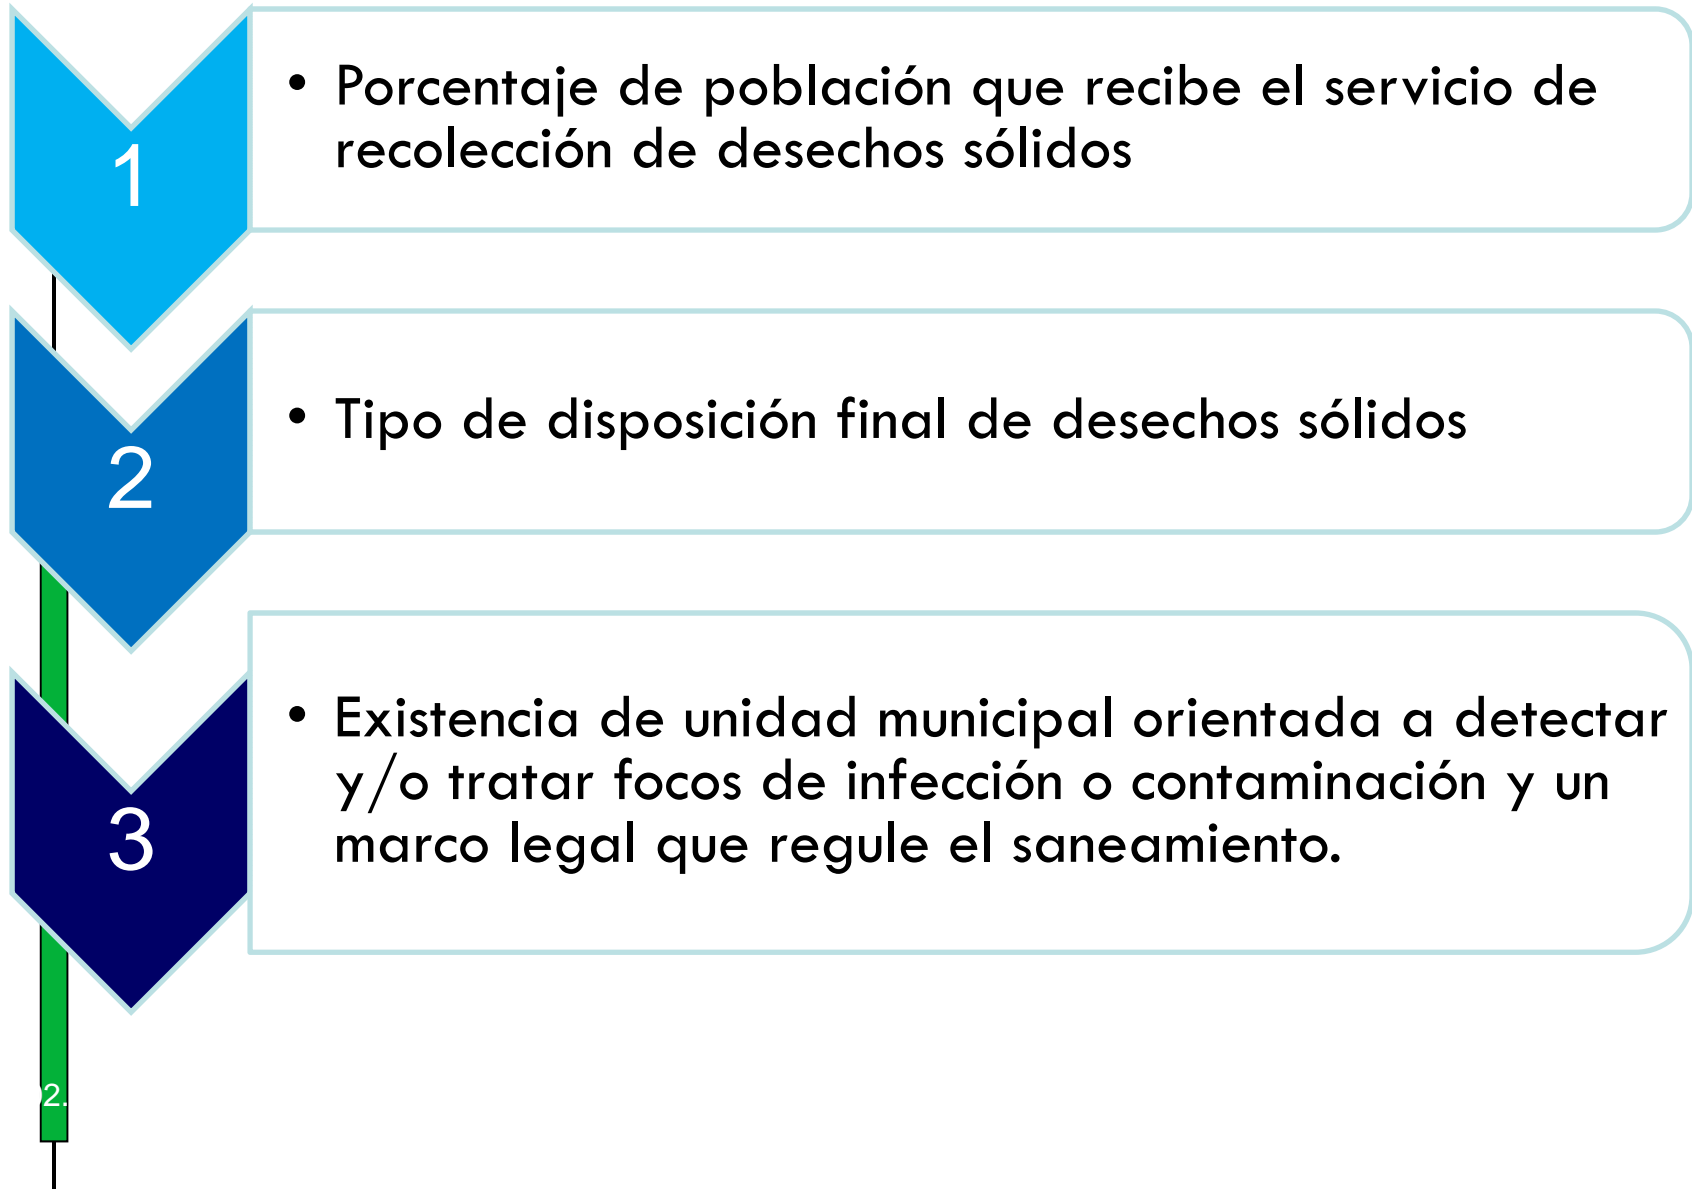 1
• Porcentaje de población que recibe el servicio de
recolección de desechos sólidos
2
• Tipo de disposición final de desechos sólidos
3
• Existencia de unidad municipal orientada a detectar
y/o tratar focos de infección o contaminación y un
marco legal que regule el saneamiento.
2.